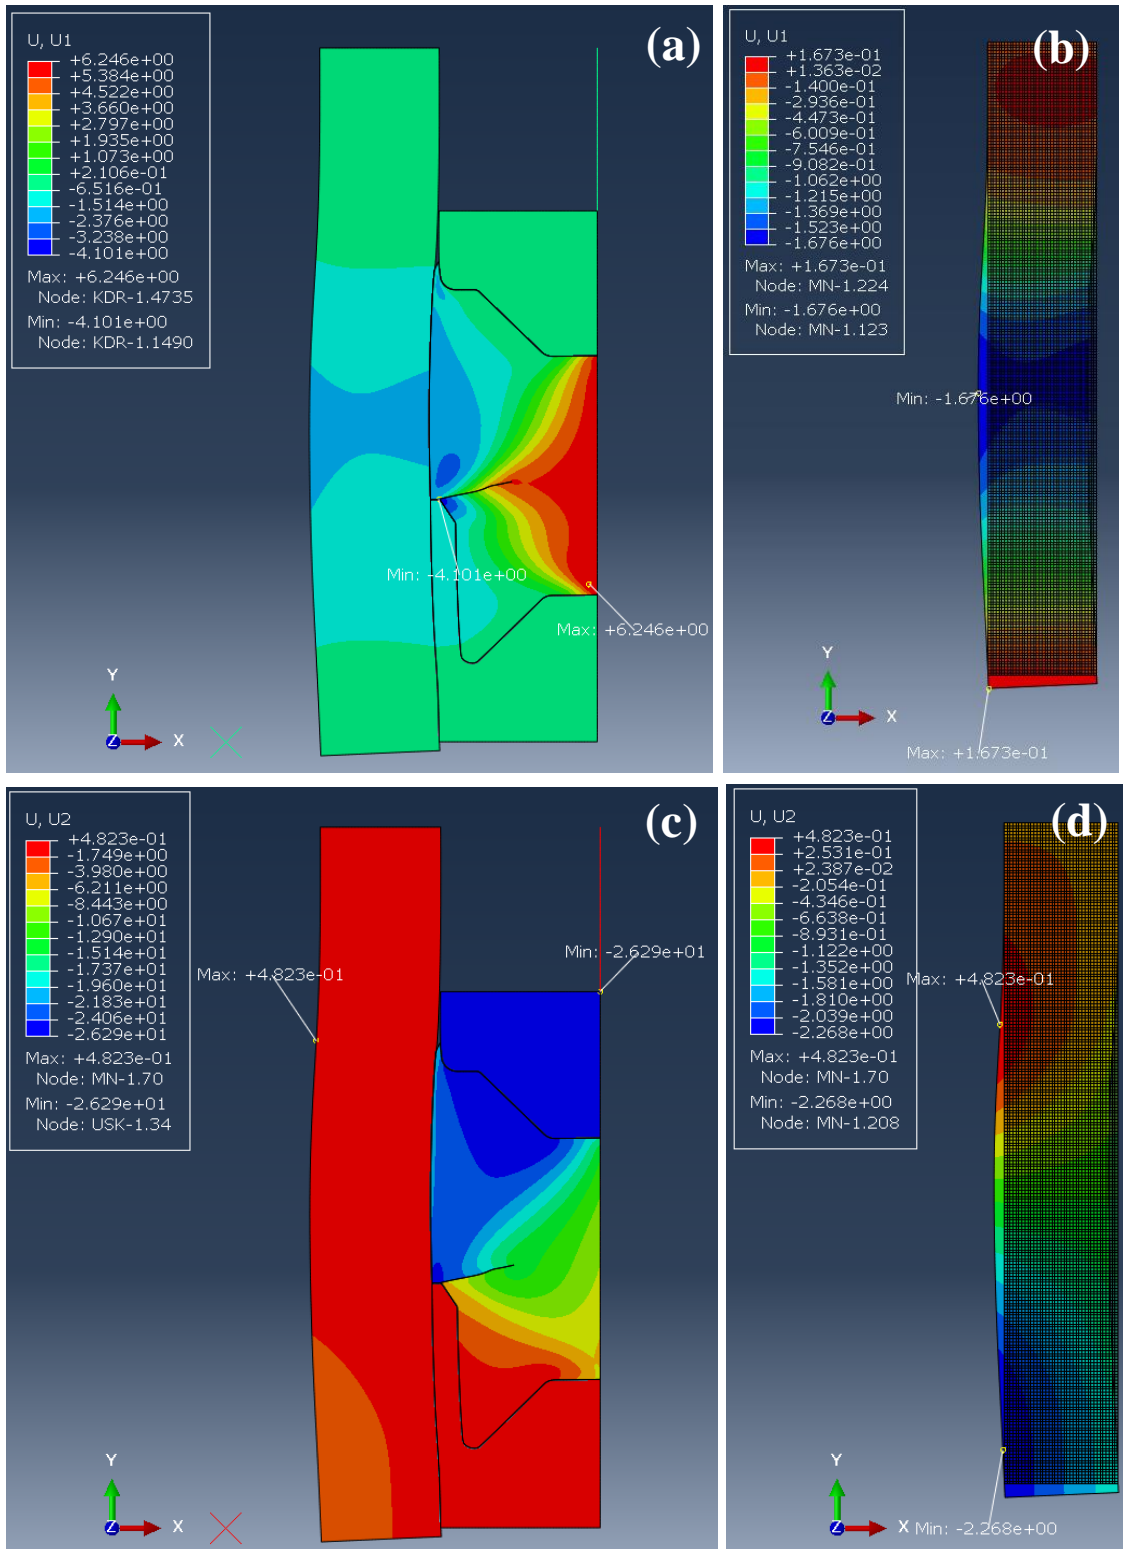 (a)
U, U1
+6.246e+00
+5.384e+00
+4.522e+00
+3.660e+00
+2.797e+00
+1.935e+00
+1.073e+00
+2.106e-01
-6.516e-01
-1.514e+00
-2.376e+00
-3.238e+00
-4.101e+00
Max: +6.246e+00
Node: KDR-1.4735
Min: -4.101e+00
Node: KDR-1.1490
Min: -4.101e+00
Max: +6.246e+00
Y
Z
X
(b)
U, U1
+1.673e-01
+1.363e-02
-1.400e-01
-2.936e-01
-4.473e-01
-6.009e-01
-7.546e-01
-9.082e-01
-1.062e+00
-1.215e+00
-1.369e+00
-1.523e+00
-1.676e+00
Max: +1.673e-01
Node: MN-1.224
Min: -1.676e+00
Node: MN-1.123
Min: -1.676e+00
Y
Z
X
Max: +1.673e-01
(c)
U, U2
+4.823e-01
-1.749e+00
-3.980e+00
-6.211e+00
-8.443e+00
-1.067e+01
-1.290e+01
-1.514e+01
-1.737e+01
-1.960e+01
-2.183e+01
-2.406e+01
-2.629e+01
Max: +4.823e-01
Node: MN-1.70
Min: -2.629e+01
Node: USK-1.34
Min: -2.629e+01
Max: +4.823e-01
Y
Z
X
(d)
U, U2
+4.823e-01
+2.531e-01
+2.387e-02
-2.054e-01
-4.346e-01
-6.638e-01
-8.931e-01
-1.122e+00
-1.352e+00
-1.581e+00
-1.810e+00
-2.039e+00
-2.268e+00
Max: +4.823e-01
Node: MN-1.70
Min: -2.268e+00
Node: MN-1.208
Max: +4.823e-01
Y
Z
X
Min: -2.268e+00